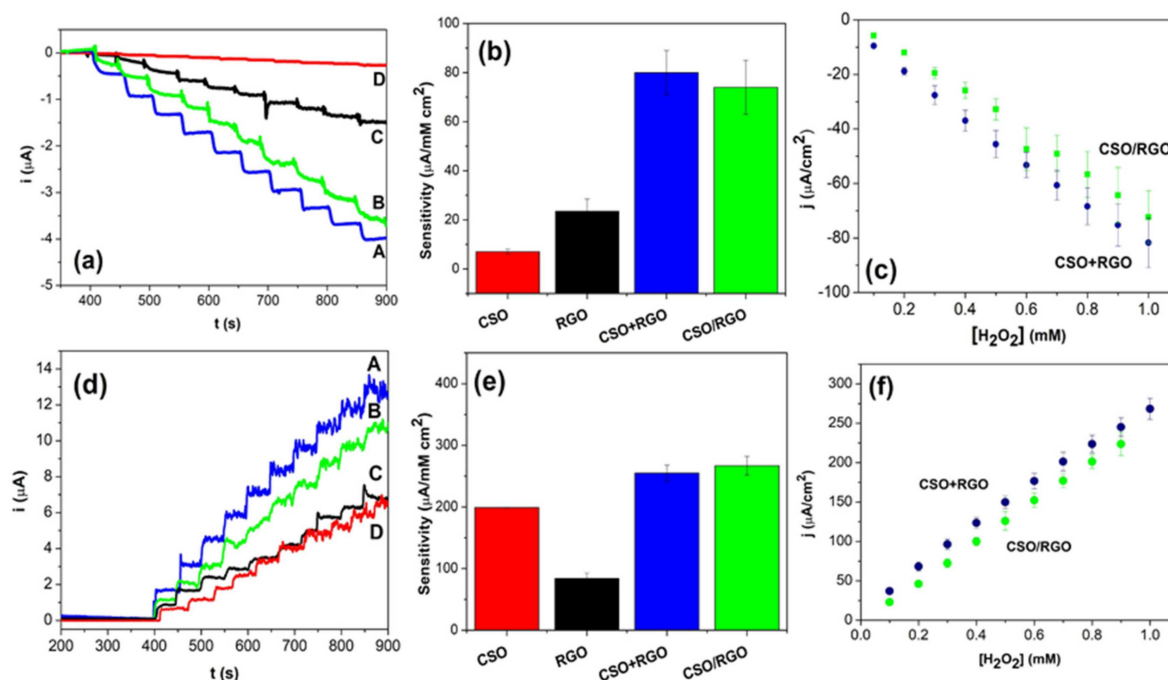 0
-1
-2
-3
-4
-5
i (μA)
D
C
B
A
(a)
400 500 600 700 800 900
t (s)
100
80
60
40
20
0
Sensitivity (μA/mM cm²)
(b)
CSO RGO CSO+RGO CSO/RGO
0
-20
-40
-60
-80
-100
j (μA/cm²)
CSO/RGO
CSO+RGO
(c)
0.2 0.4 0.6 0.8 1.0
[H₂O₂] (mM)
14
12
10
8
6
4
2
0
i (μA)
(d)
A
B
C
D
200 300 400 500 600 700 800 900
t (s)
400
300
200
100
0
Sensitivity (μA/mM cm²)
(e)
CSO RGO CSO+RGO CSO/RGO
300
250
200
150
100
50
0
j (μA/cm²)
(f)
CSO+RGO
CSO/RGO
0.0 0.2 0.4 0.6 0.8 1.0
[H₂O₂] (mM)